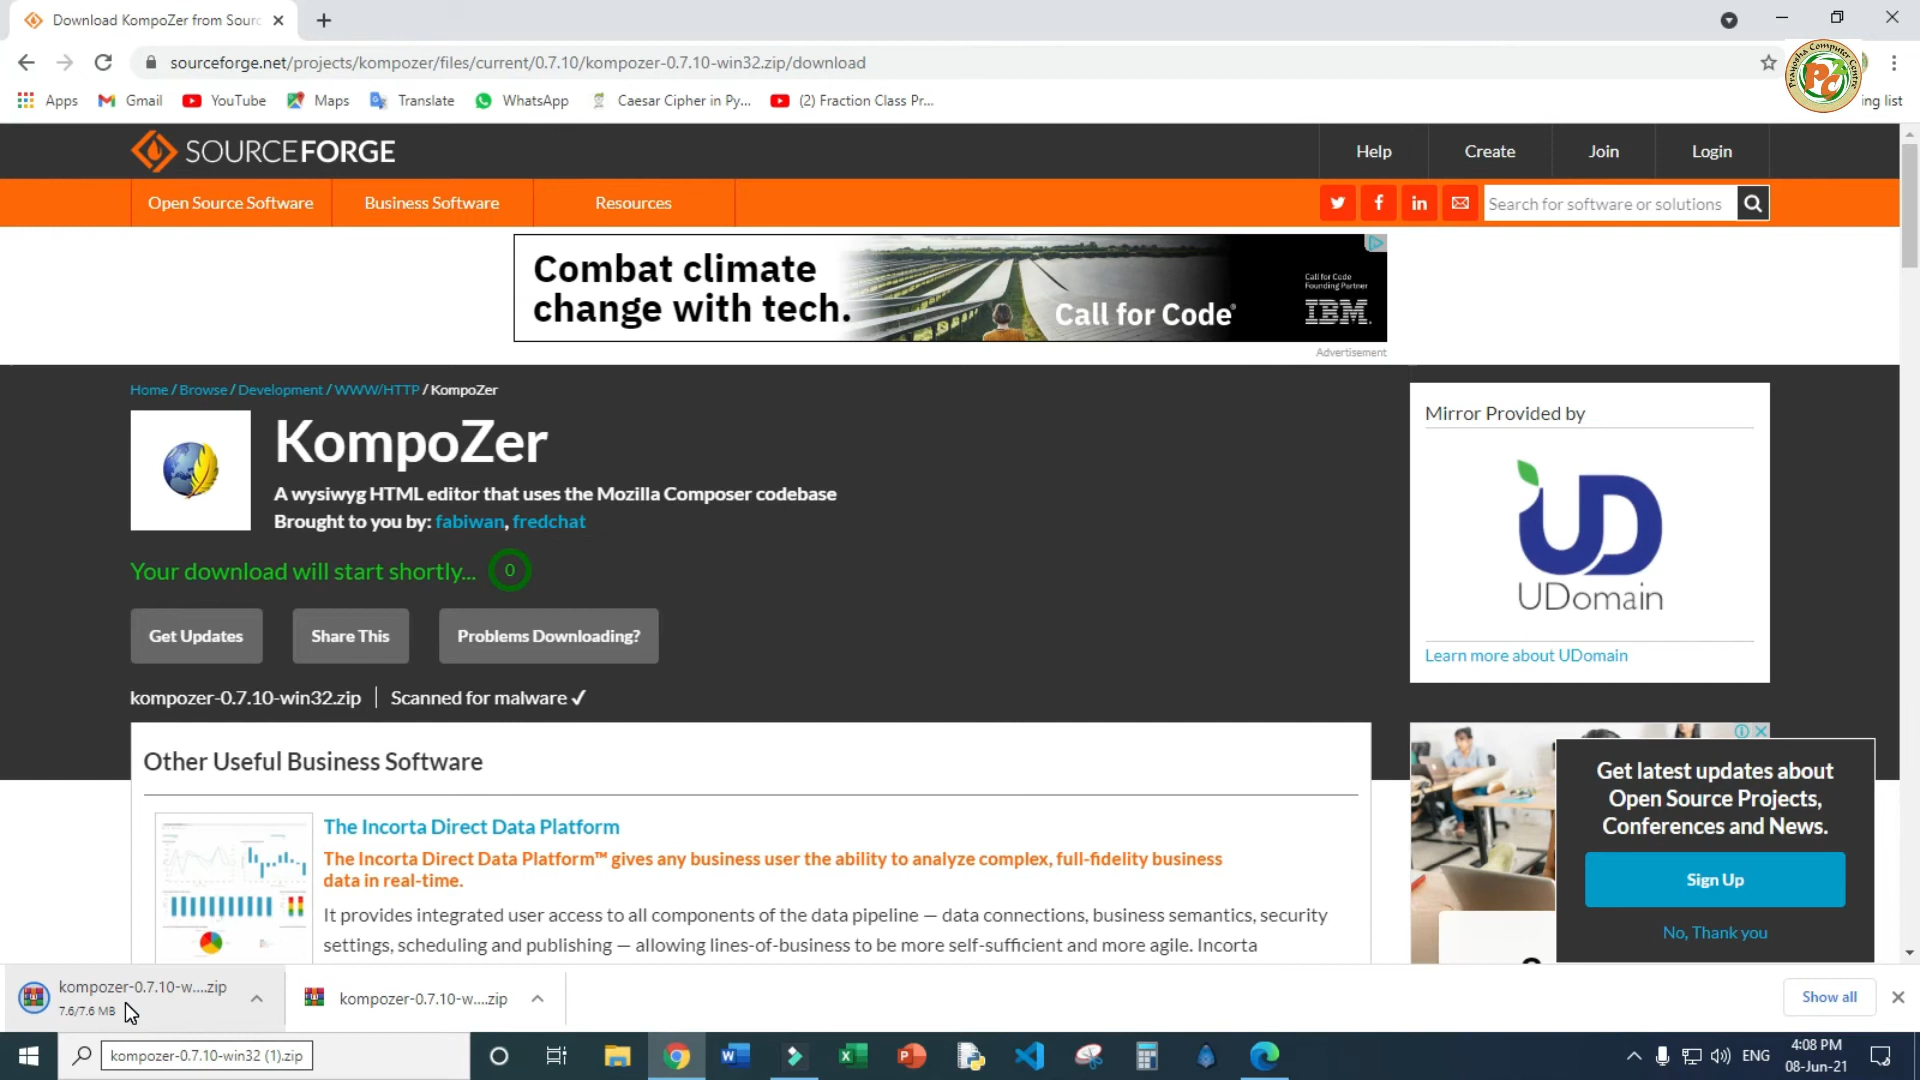 Download KompoZer from Sourc
sourceforge.net/projects/kompozer/files/current/0.7.10/kompozer-0.7.10-win32.zip/download
Prayosha Computer Centre
PC
Apps
Gmail
YouTube
Maps
Translate
WhatsApp
Caesar Cipher in Py...
(2) Fraction Class Pr...
ing list
SOURCEFORGE
Help
Create
Join
Login
Open Source Software
Business Software
Resources
Search for software or solutions
Combat climate
change with tech.
Call for Code
Call for Code
Founding Partner
IBM.
Advertisement
Home / Browse / Development / WWW/HTTP / KompoZer
KompoZer
A wysiwyg HTML editor that uses the Mozilla Composer codebase
Brought to you by: fabiwan, fredchat
Your download will start shortly... 0
Get Updates
Share This
Problems Downloading?
kompozer-0.7.10-win32.zip
Scanned for malware ✓
Mirror Provided by
UD
UDomain
Learn more about UDomain
Other Useful Business Software
The Incorta Direct Data Platform
The Incorta Direct Data Platform™ gives any business user the ability to analyze complex, full-fidelity business
data in real-time.
It provides integrated user access to all components of the data pipeline — data connections, business semantics, security
settings, scheduling and publishing — allowing lines-of-business to be more self-sufficient and more agile. Incorta
Get latest updates about
Open Source Projects,
Conferences and News.
Sign Up
No, Thank you
kompozer-0.7.10-w....zip
7.6/7.6 MB
kompozer-0.7.10-w....zip
Show all
kompozer-0.7.10-win32 (1).zip
ENG
4:08 PM
08-Jun-21